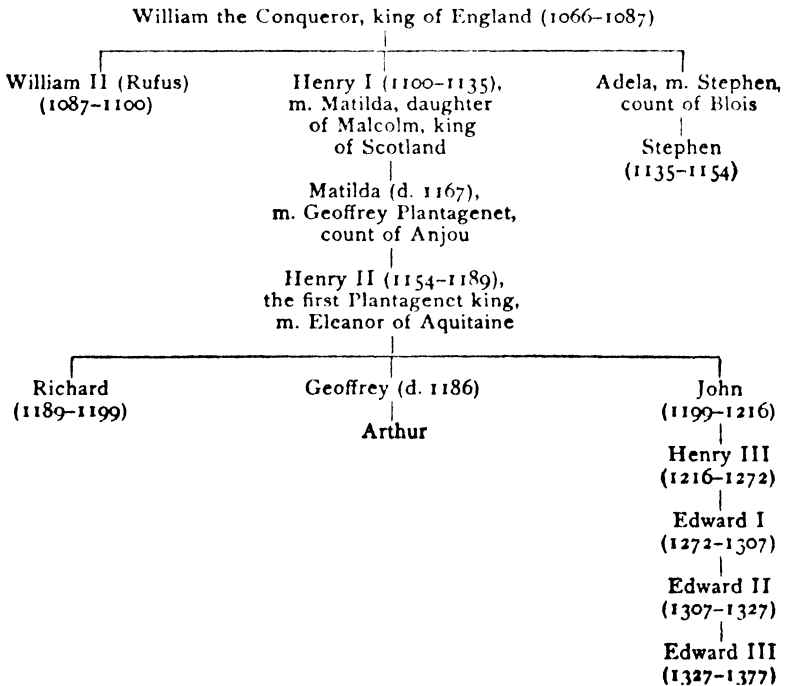 William the Conqueror, king of England (1066–1087)
William II (Rufus)
(1087–1100)
Henry I (1100–1135),
m. Matilda, daughter
of Malcolm, king
of Scotland
Adela, m. Stephen,
count of Blois
Stephen
(1135–1154)
Matilda (d. 1167),
m. Geoffrey Plantagenet,
count of Anjou
Henry II (1154–1189),
the first Plantagenet king,
m. Eleanor of Aquitaine
Richard
(1189–1199)
Geoffrey (d. 1186)
Arthur
John
(1199–1216)
Henry III
(1216–1272)
Edward I
(1272–1307)
Edward II
(1307–1327)
Edward III
(1327–1377)